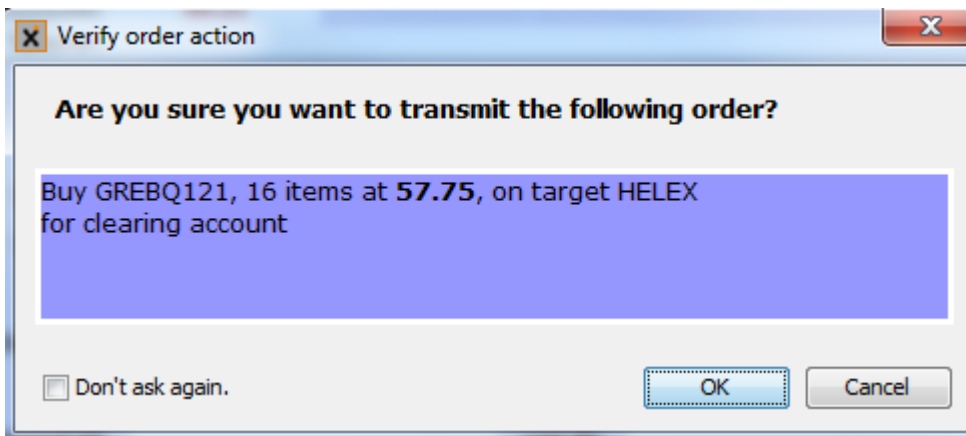 Verify order action
Are you sure you want to transmit the following order?
Buy GREBQ121, 16 items at 57.75, on target HELEX
for clearing account
Don't ask again.
OK
Cancel